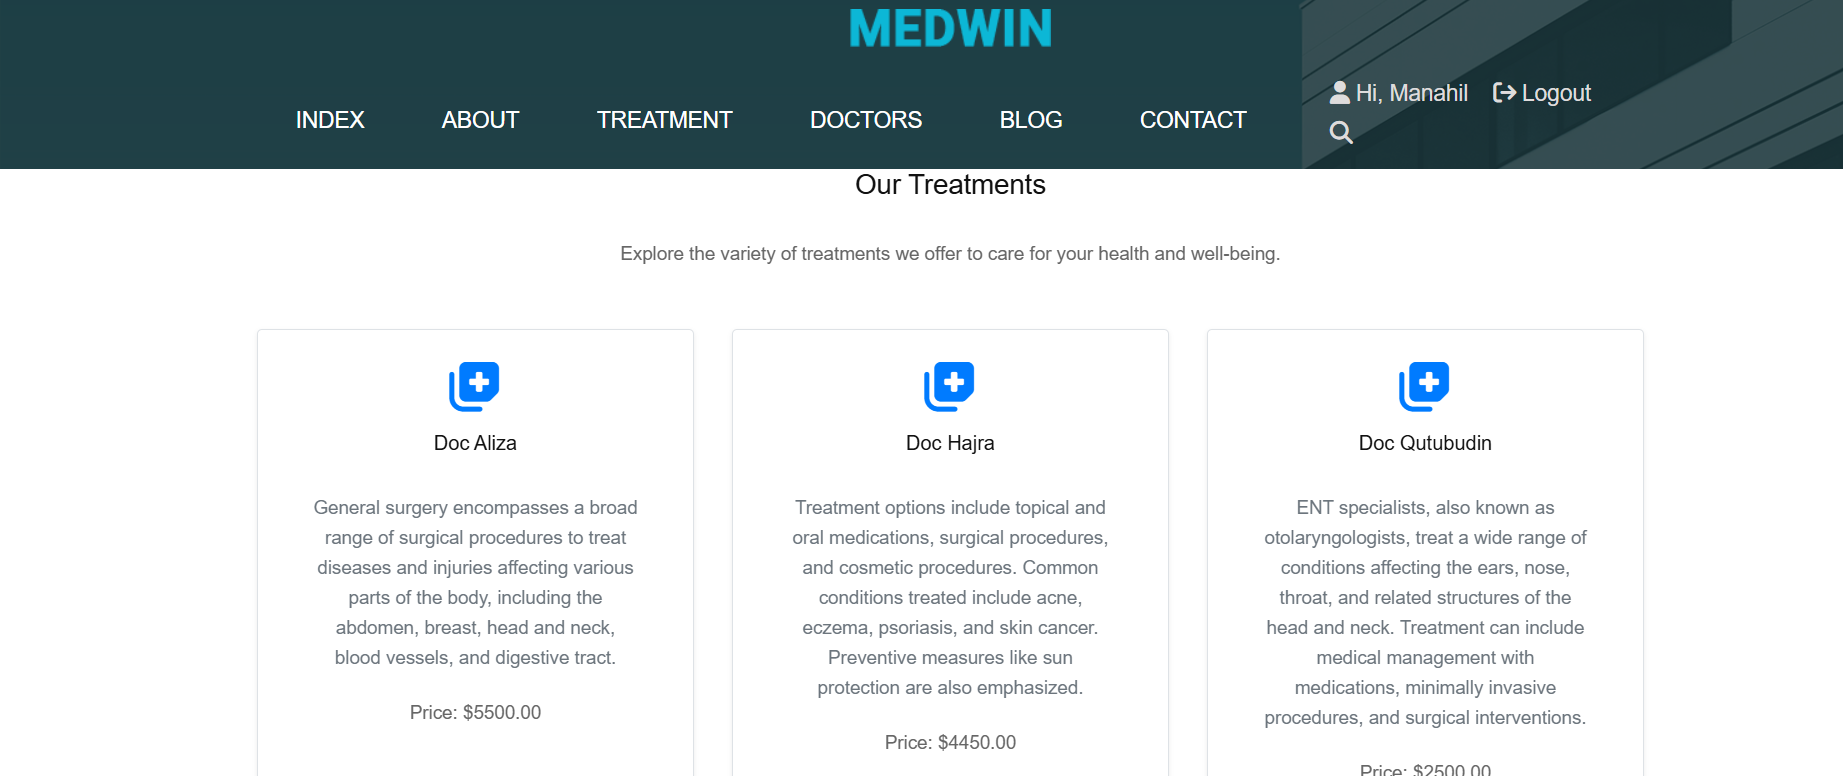 MEDWIN
Hi, Manahil Logout
INDEX ABOUT TREATMENT DOCTORS BLOG CONTACT
Our Treatments
Explore the variety of treatments we offer to care for your health and well-being.
Doc Aliza
General surgery encompasses a broad
range of surgical procedures to treat
diseases and injuries affecting various
parts of the body, including the
abdomen, breast, head and neck,
blood vessels, and digestive tract.
Price: $5500.00
Doc Hajra
Treatment options include topical and
oral medications, surgical procedures,
and cosmetic procedures. Common
conditions treated include acne,
eczema, psoriasis, and skin cancer.
Preventive measures like sun
protection are also emphasized.
Price: $4450.00
Doc Qutubudin
ENT specialists, also known as
otolaryngologists, treat a wide range of
conditions affecting the ears, nose,
throat, and related structures of the
head and neck. Treatment can include
medical management with
medications, minimally invasive
procedures, and surgical interventions.
Price: $2500.00